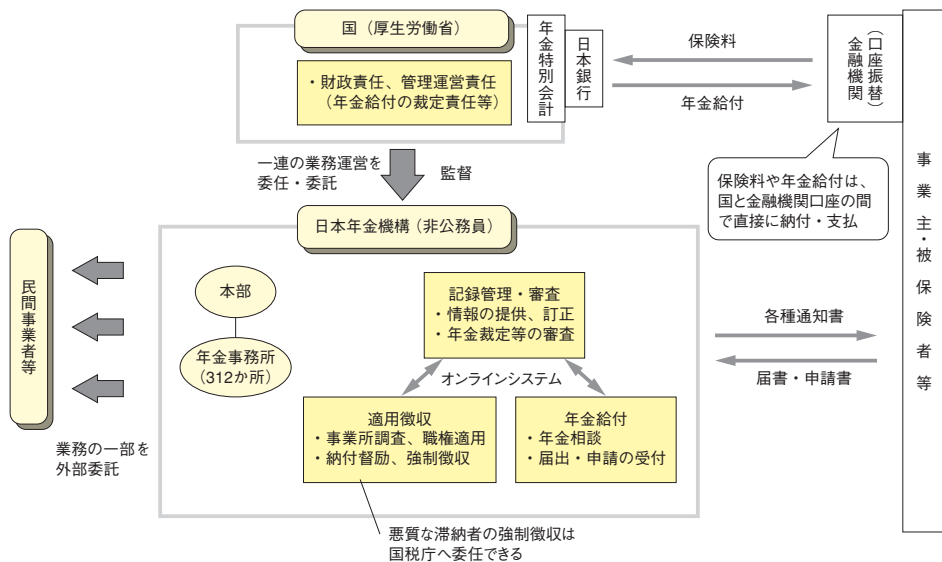 国（厚生労働省）
・財政責任、管理運営責任
（年金給付の裁定責任等）
年金特別会計
日本銀行
保険料
年金給付
（口座振替）
金融機関
保険料や年金給付は、
国と金融機関口座の間
で直接に納付・支払
事業主・被保険者等
一連の業務運営を
委任・委託
監督
日本年金機構（非公務員）
民間事業者等
業務の一部を
外部委託
本部
年金事務所
（312か所）
記録管理・審査
・情報の提供、訂正
・年金裁定等の審査
オンラインシステム
適用徴収
・事業所調査、職権適用
・納付督励、強制徴収
年金給付
・年金相談
・届出・申請の受付
各種通知書
届書・申請書
悪質な滞納者の強制徴収は
国税庁へ委任できる